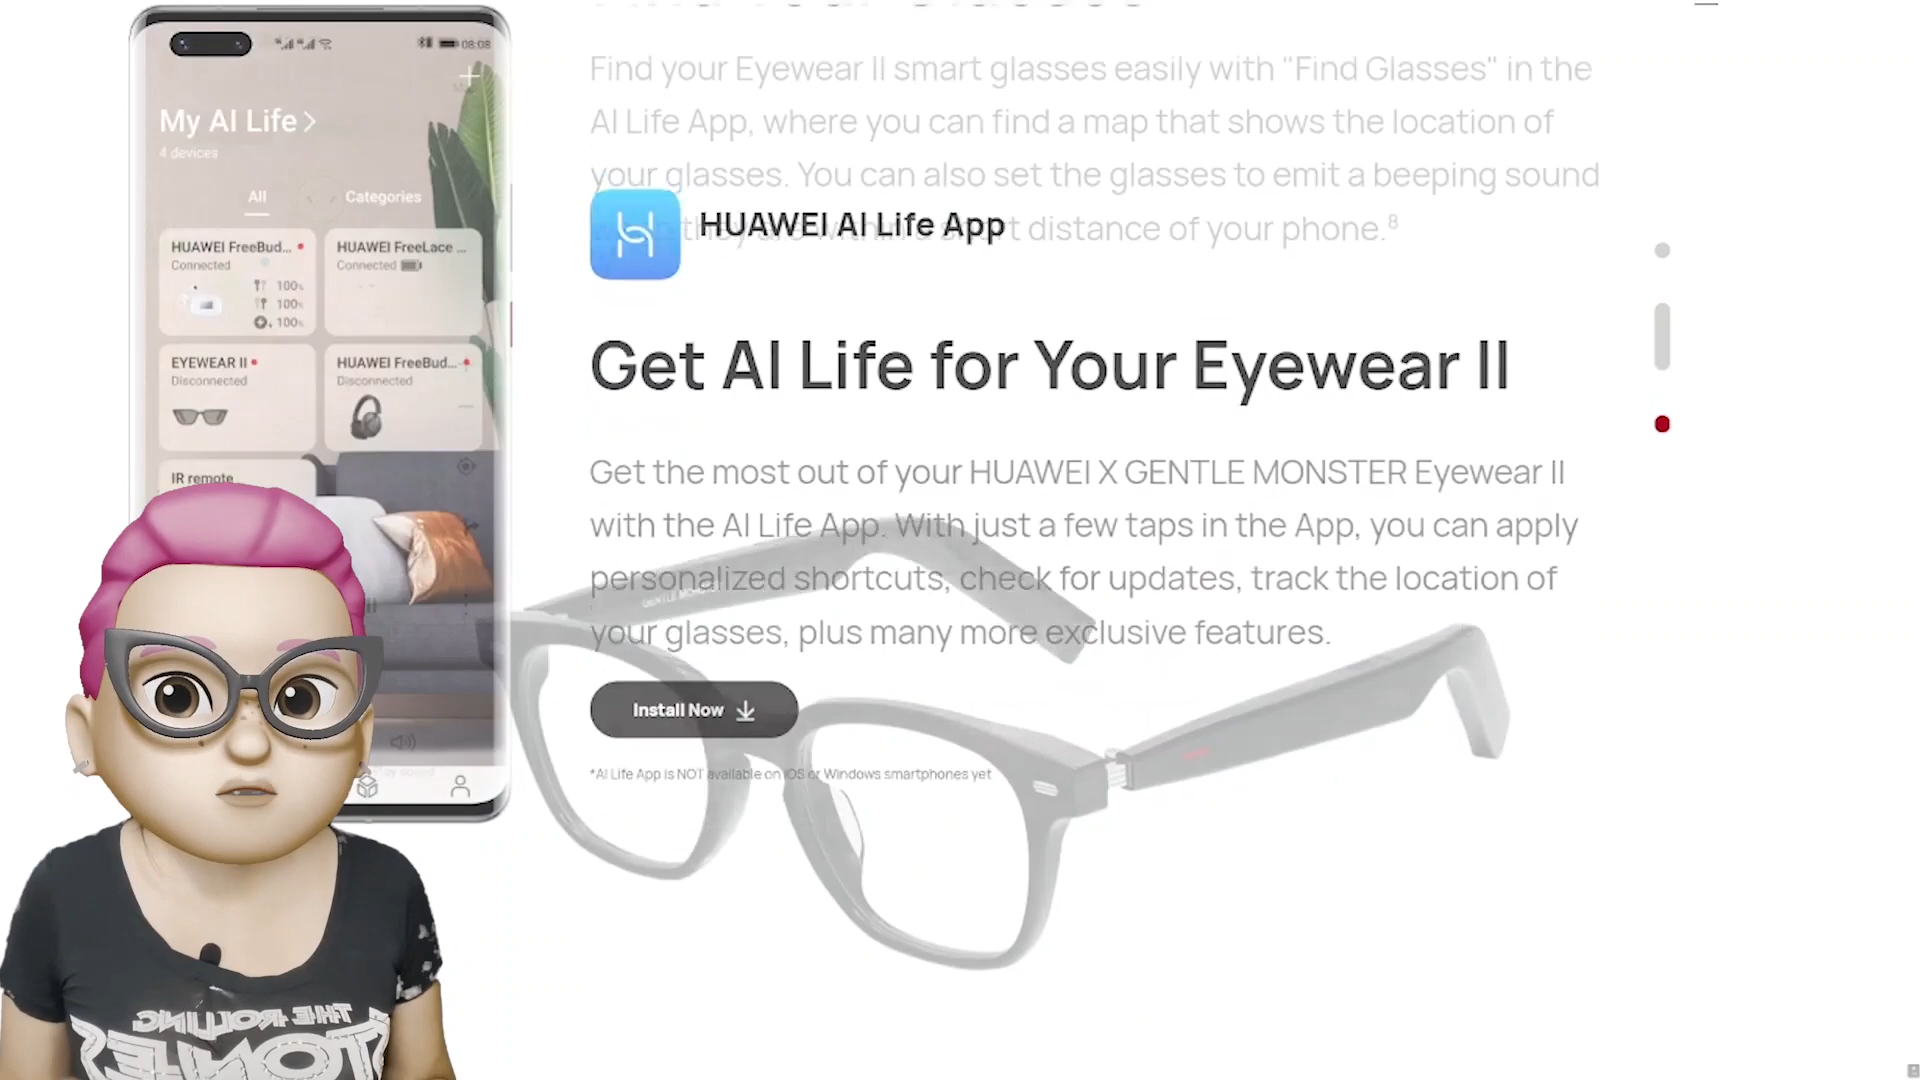 08:08
My AI Life
4 devices
All
Categories
HUAWEI FreeBud...
Connected
100%
100%
100%
HUAWEI FreeLace ...
Connected
EYEWEAR II
Disconnected
HUAWEI FreeBud...
Disconnected
IR remote
Find your Eyewear II smart glasses easily with "Find Glasses" in the
AI Life App, where you can find a map that shows the location of
your glasses. You can also set the glasses to emit a beeping sound
they are within a short distance of your phone.8
HUAWEI AI Life App
Get AI Life for Your Eyewear II
Get the most out of your HUAWEI X GENTLE MONSTER Eyewear II
with the AI Life App. With just a few taps in the App, you can apply
personalized shortcuts, check for updates, track the location of
your glasses, plus many more exclusive features.
Install Now
*AI Life App is NOT available on iOS or Windows smartphones yet
GENTLE MONSTER
THE ROLLING
STONES